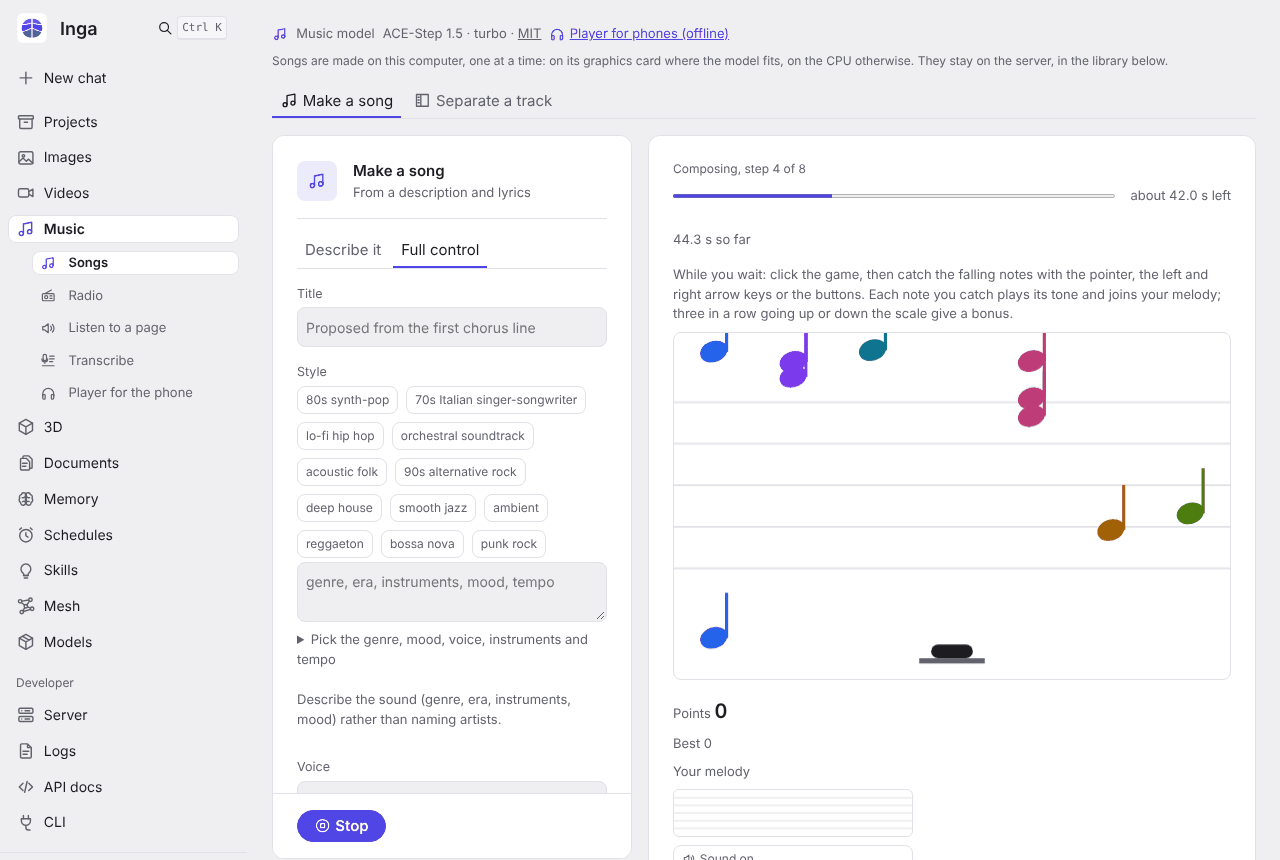 Inga
Ctrl K
New chat
Projects
Images
Videos
Music
Songs
Radio
Listen to a page
Transcribe
Player for the phone
3D
Documents
Memory
Schedules
Skills
Mesh
Models
Developer
Server
Logs
API docs
CLI
Music model ACE-Step 1.5 · turbo · MIT Player for phones (offline)
Songs are made on this computer, one at a time: on its graphics card where the model fits, on the CPU otherwise. They stay on the server, in the library below.
Make a song Separate a track
Make a song
From a description and lyrics
Describe it Full control
Title
Proposed from the first chorus line
Style
80s synth-pop 70s Italian singer-songwriter
lo-fi hip hop orchestral soundtrack
acoustic folk 90s alternative rock
deep house smooth jazz ambient
reggaeton bossa nova punk rock
genre, era, instruments, mood, tempo
Pick the genre, mood, voice, instruments and
tempo
Describe the sound (genre, era, instruments,
mood) rather than naming artists.
Voice
Stop
Composing, step 4 of 8
about 42.0 s left
44.3 s so far
While you wait: click the game, then catch the falling notes with the pointer, the left and
right arrow keys or the buttons. Each note you catch plays its tone and joins your melody;
three in a row going up or down the scale give a bonus.
Points 0
Best 0
Your melody
Sound on